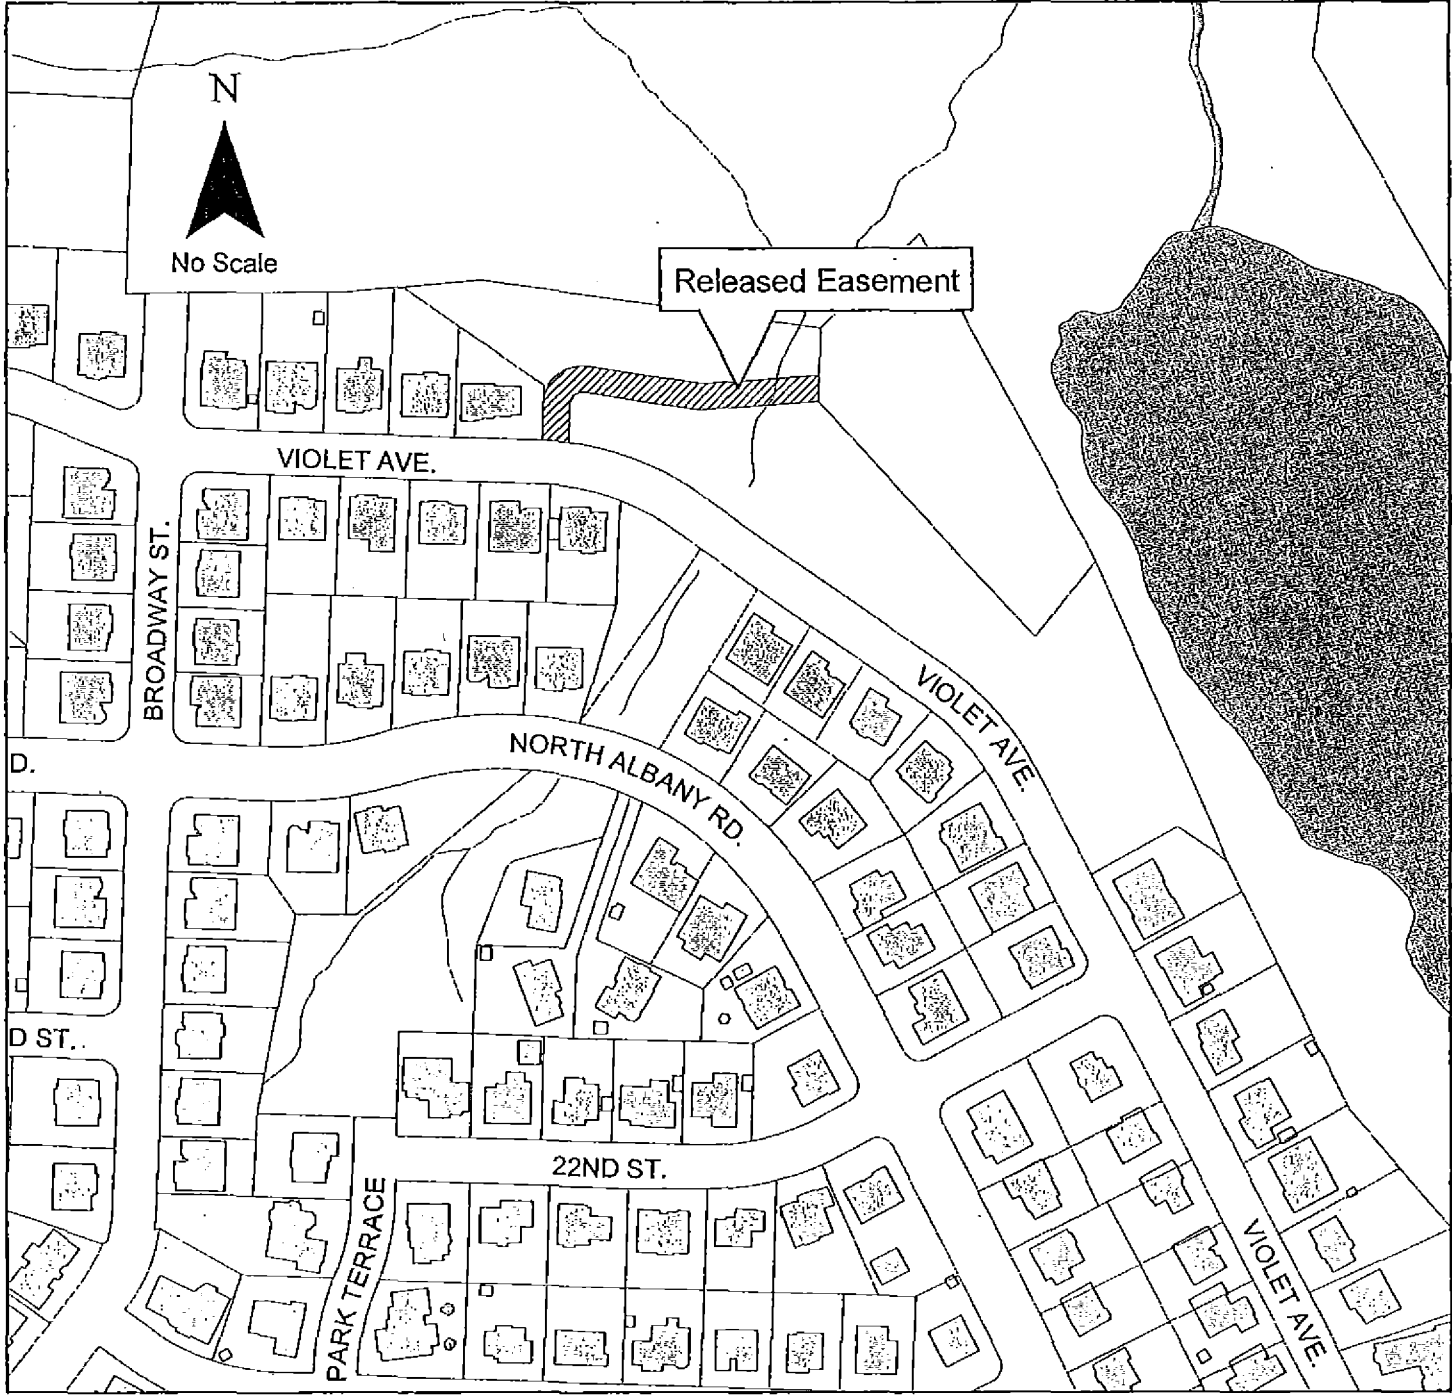 N
No Scale
Released Easement
VIOLET AVE.
BROADWAY ST.
VIOLET AVE.
NORTH ALBANY RD.
D.
D ST.
22ND ST.
PARK TERRACE
VIOLET AVE.